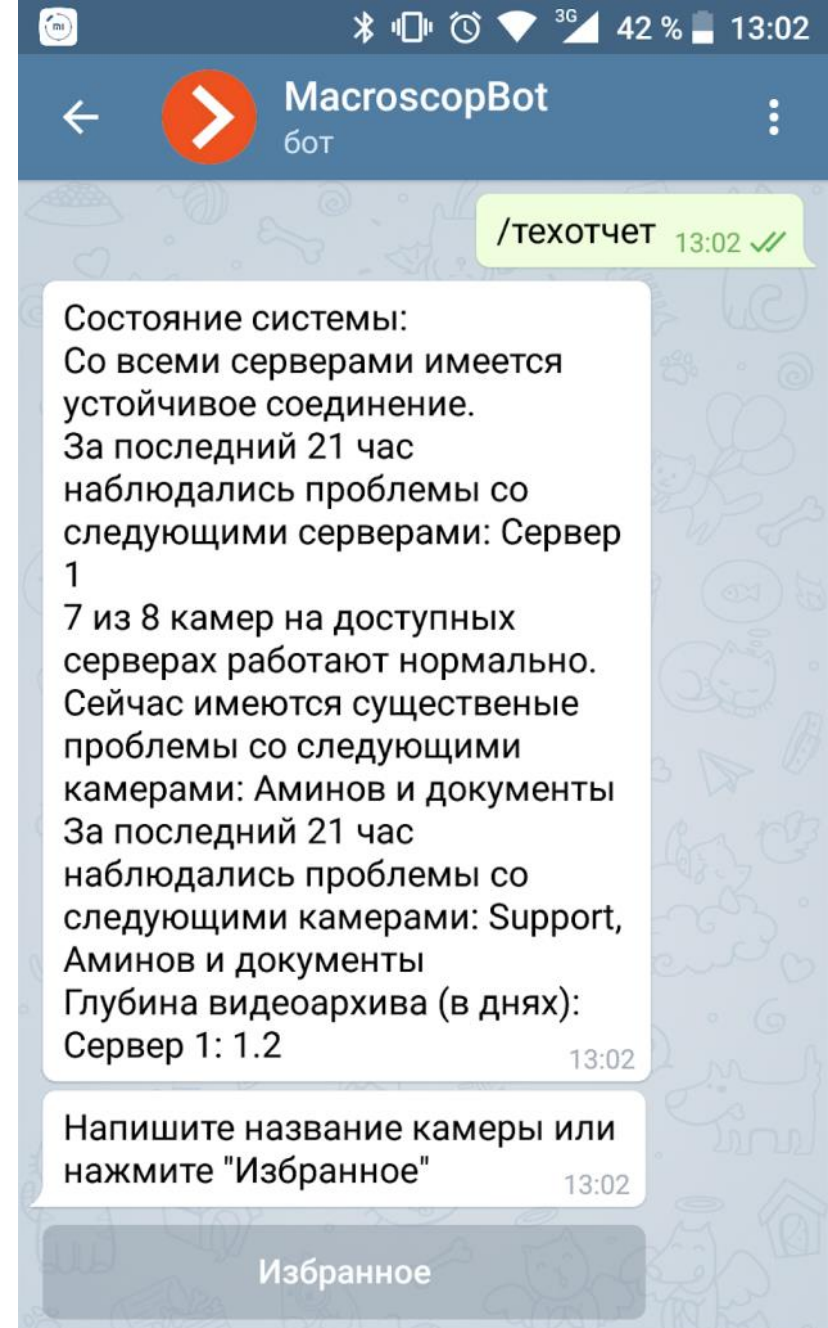 mi
3G 42 % 13:02
MacroscopBot
бот
/техотчет 13:02
Состояние системы:
Со всеми серверами имеется
устойчивое соединение.
За последний 21 час
наблюдались проблемы со
следующими серверами: Сервер
1
7 из 8 камер на доступных
серверах работают нормально.
Сейчас имеются существеные
проблемы со следующими
камерами: Аминов и документы
За последний 21 час
наблюдались проблемы со
следующими камерами: Support,
Аминов и документы
Глубина видеоархива (в днях):
Сервер 1: 1.2 13:02
Напишите название камеры или
нажмите "Избранное" 13:02
Избранное